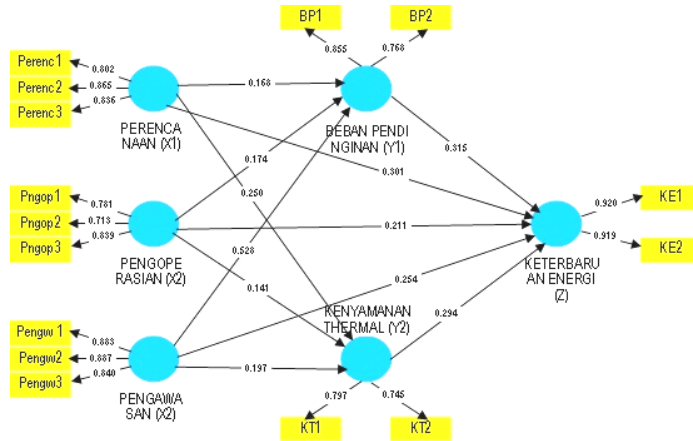 BP1
BP2
0.855
0.768
Perenc1
Perenc2
Perenc3
0.802
0.865
0.836
0.168
PERENCA
NAAN (X1)
BEBAN PENDI
NGINAN (Y1)
0.315
0.174
0.301
0.250
Pngop1
Pngop2
Pngop3
0.781
0.713
0.839
0.211
0.920
0.919
KE1
KE2
PENGOPE
RASIAN (X2)
0.528
0.254
KETERBARU
AN ENERGI
(Z)
0.141
KENYAMANAN
THERMAL (Y2)
0.294
Pengw 1
Pengw2
Pengw3
0.883
0.887
0.840
0.197
PENGAWA
SAN (X2)
0.797
0.745
KT1
KT2